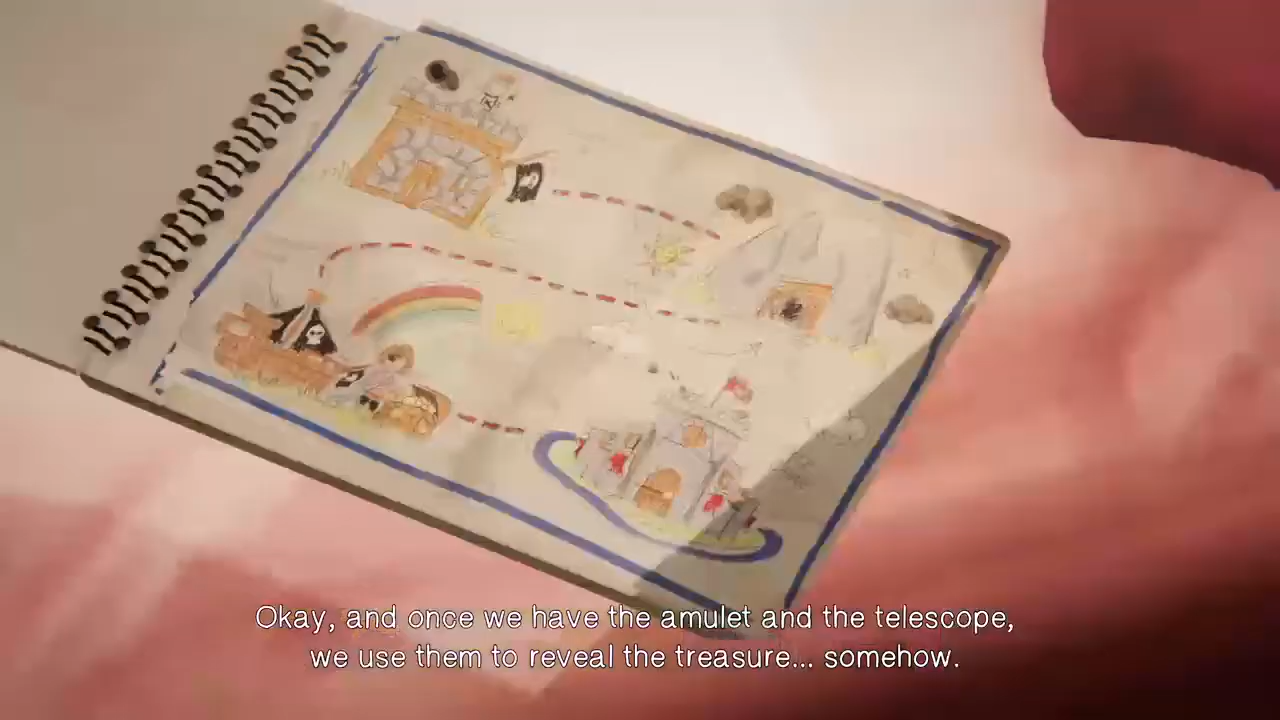 Okay, and once we have the amulet and the telescope,
we use them to reveal the treasure... somehow.